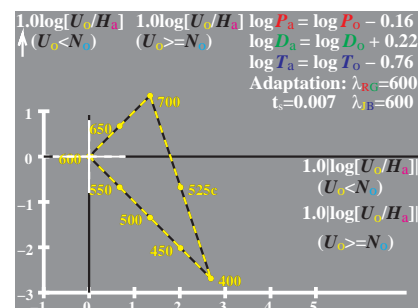 1.0log[Uo/Ha] 1.0log[Uo/Ha]
(Uo<No) (Uo>=No)
log Pa=log Po − 0.16
log Da=log Do + 0.22
log Ta=log To − 0.76
Adaptation: λRG=600
ts=0.007 λJB=600
700
1
650
0
600
550
525c
−1
500
450
−2
400
−3
1.0|log[Uo/Ha]|
(Uo<No)
1.0|log[Uo/Ha]|
(Uo>=No)
−1 0 1 2 3 4 5